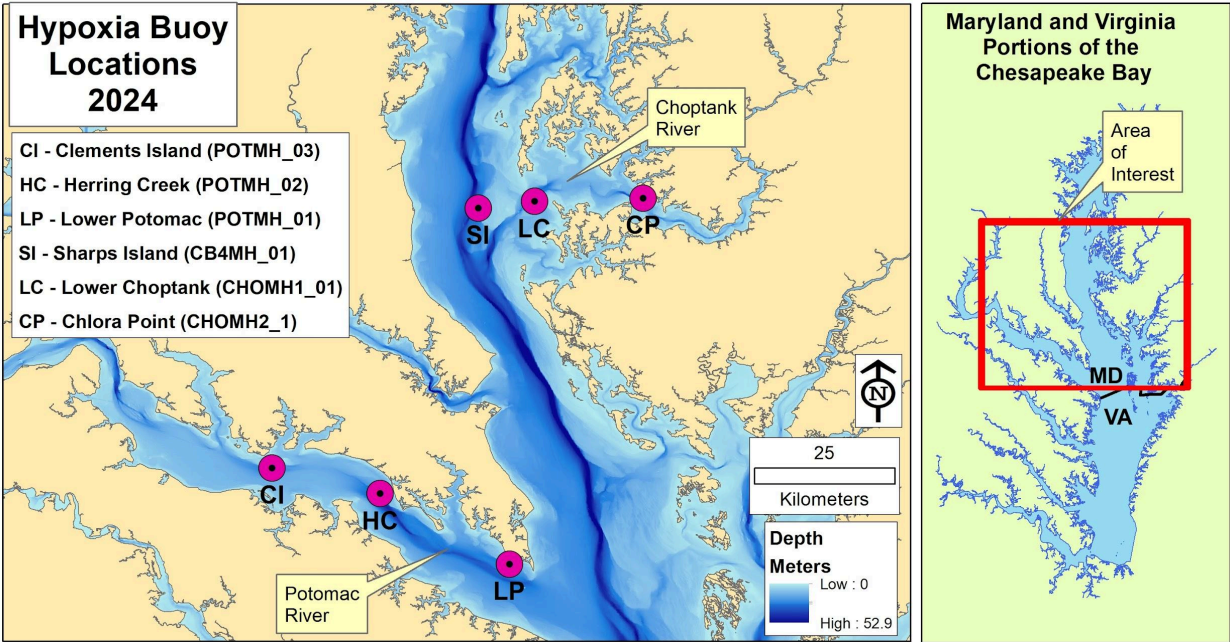 Hypoxia Buoy
Locations
2024
CI - Clements Island (POTMH_03)
HC - Herring Creek (POTMH_02)
LP - Lower Potomac (POTMH_01)
SI - Sharps Island (CB4MH_01)
LC - Lower Choptank (CHOMH1_01)
CP - Chlora Point (CHOMH2_1)
Choptank
River
SI
LC
CP
CI
HC
LP
Potomac
River
N
25
Kilometers
Depth
Meters
Low : 0
High : 52.9
Maryland and Virginia
Portions of the
Chesapeake Bay
Area
of
Interest
MD
VA